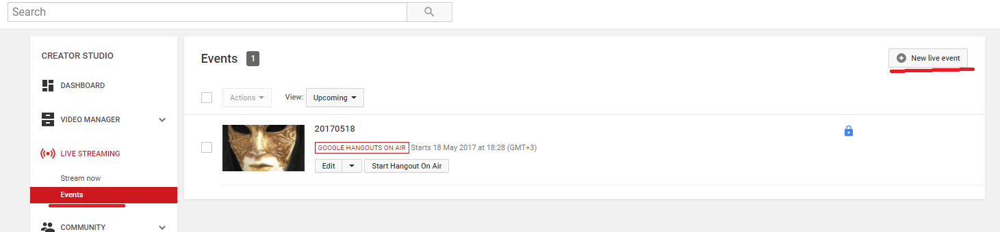 Search
CREATOR STUDIO
DASHBOARD
VIDEO MANAGER
LIVE STREAMING
Stream now
Events
COMMUNITY
Events 1
New live event
Actions View: Upcoming
20170518
GOOGLE HANGOUTS ON AIR Starts 18 May 2017 at 18:28 (GMT+3)
Edit Start Hangout On Air